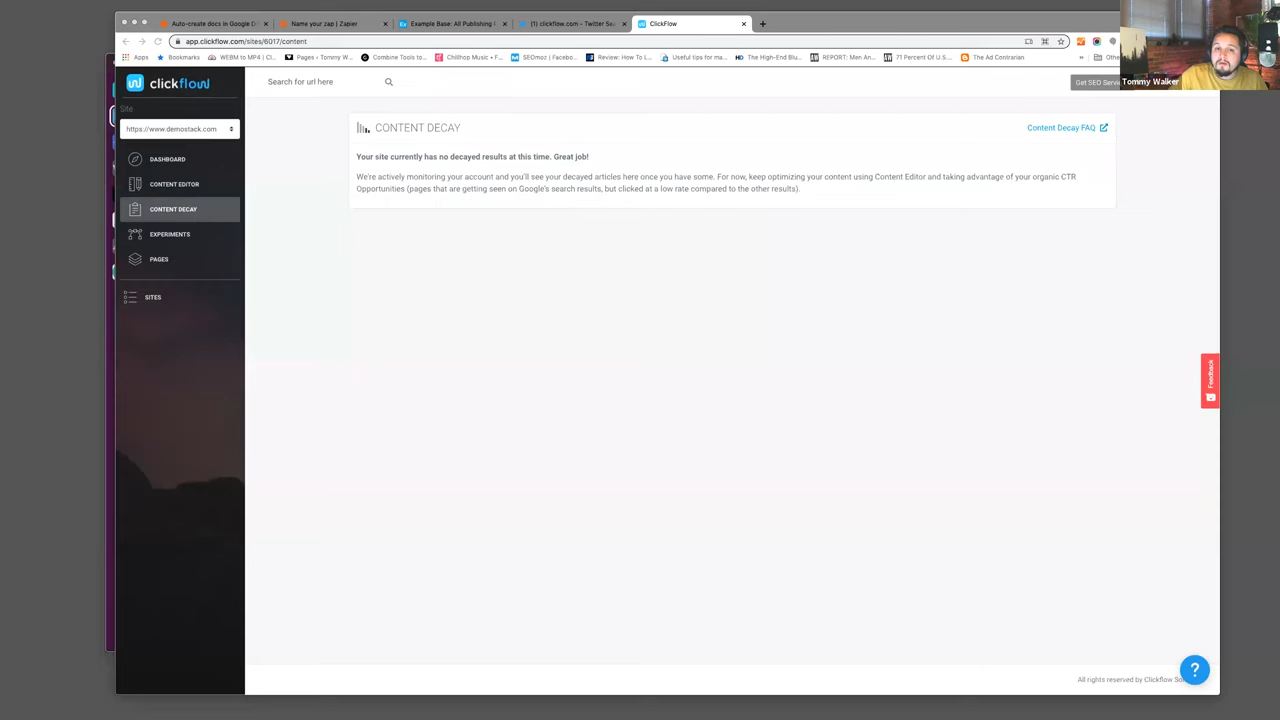 Auto-create docs in Google D
Name your zap | Zapier
Example Base: All Publishing P
(1) clickflow.com - Twitter Sea
ClickFlow
app.clickflow.com/sites/6017/content
Apps
Bookmarks
WEBM to MP4 | Cl...
Pages ‹ Tommy W...
Combine Tools to...
Chillhop Music • F...
SEOmoz | Faceboo...
Review: How To L...
Useful tips for ma...
The High-End Blu...
REPORT: Men An...
71 Percent Of U.S...
The Ad Contrarian
Tommy Walker
clickflow
Search for url here
Get SEO Servi
Site
https://www.demostack.com
DASHBOARD
CONTENT EDITOR
CONTENT DECAY
EXPERIMENTS
PAGES
SITES
CONTENT DECAY
Content Decay FAQ
Your site currently has no decayed results at this time. Great job!
We're actively monitoring your account and you'll see your decayed articles here once you have some. For now, keep optimizing your content using Content Editor and taking advantage of your organic CTR
Opportunities (pages that are getting seen on Google's search results, but clicked at a low rate compared to the other results).
Feedback
?
All rights reserved by Clickflow